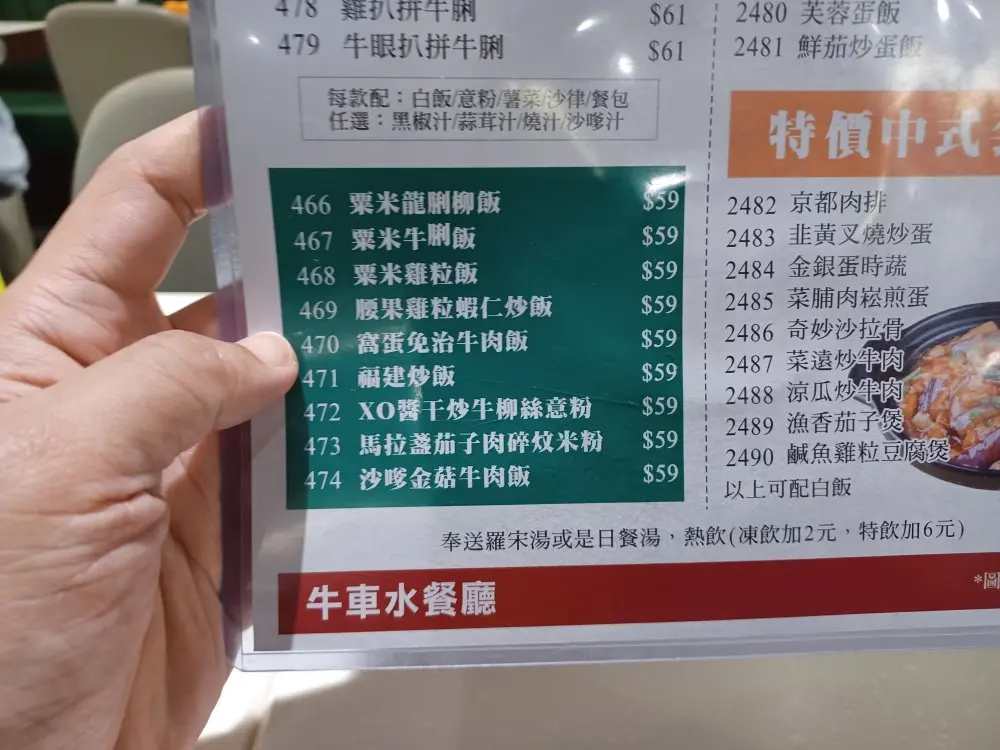 478 雞扒拼牛脷 $61
479 牛眼扒拼牛脷 $61
每款配：白飯/意粉/薯菜/沙律/餐包
任選：黑椒汁/蒜茸汁/燒汁/沙嗲汁
466 粟米龍脷柳飯 $59
467 粟米牛脷飯 $59
468 粟米雞粒飯 $59
469 腰果雞粒蝦仁炒飯 $59
470 窩蛋免治牛肉飯 $59
471 福建炒飯 $59
472 XO醬干炒牛柳絲意粉 $59
473 馬拉盞茄子肉碎炆米粉 $59
474 沙嗲金菇牛肉飯 $59
2480 芙蓉蛋飯
2481 鮮茄炒蛋飯
特價中式
2482 京都肉排
2483 韭黃叉燒炒蛋
2484 金銀蛋時蔬
2485 菜脯肉崧煎蛋
2486 奇妙沙拉骨
2487 菜遠炒牛肉
2488 涼瓜炒牛肉
2489 漁香茄子煲
2490 鹹魚雞粒豆腐煲
以上可配白飯
奉送羅宋湯或是日餐湯，熱飲(凍飲加2元，特飲加6元)
牛車水餐廳
*圖